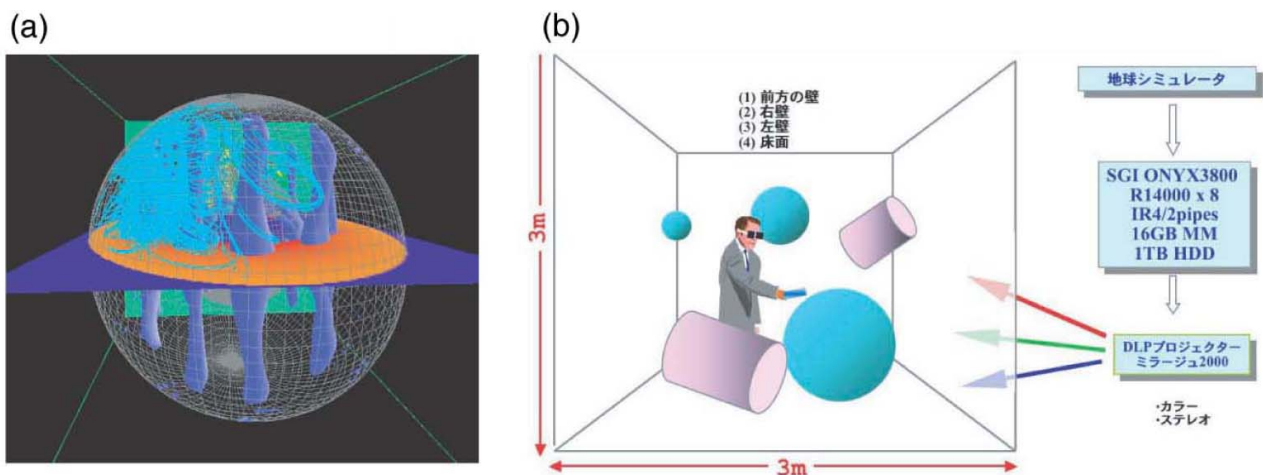 (a)
(b)
(1) 前方の壁
(2) 右壁
(3) 左壁
(4) 床面
3m
3m
地球シミュレータ
SGI ONYX3800
R14000 x 8
IR4/2pipes
16GB MM
1TB HDD
DLPプロジェクター
ミラージュ2000
・カラー
・ステレオ